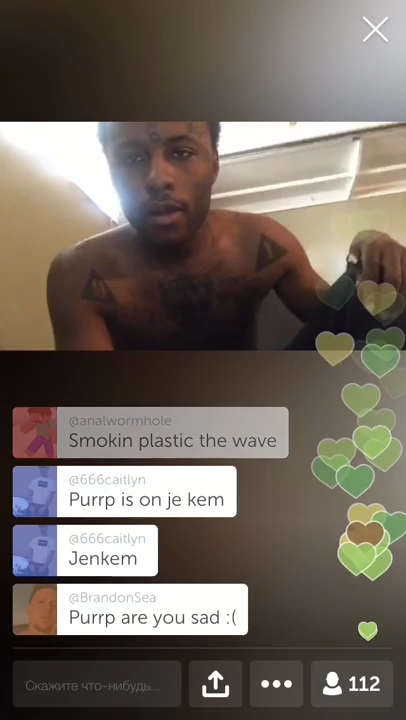 @analwormhole
Smokin plastic the wave
@666caitlyn
Purrp is on je kem
@666caitlyn
Jenkem
@BrandonSea
Purrp are you sad :(
Скажите что-нибудь...
112